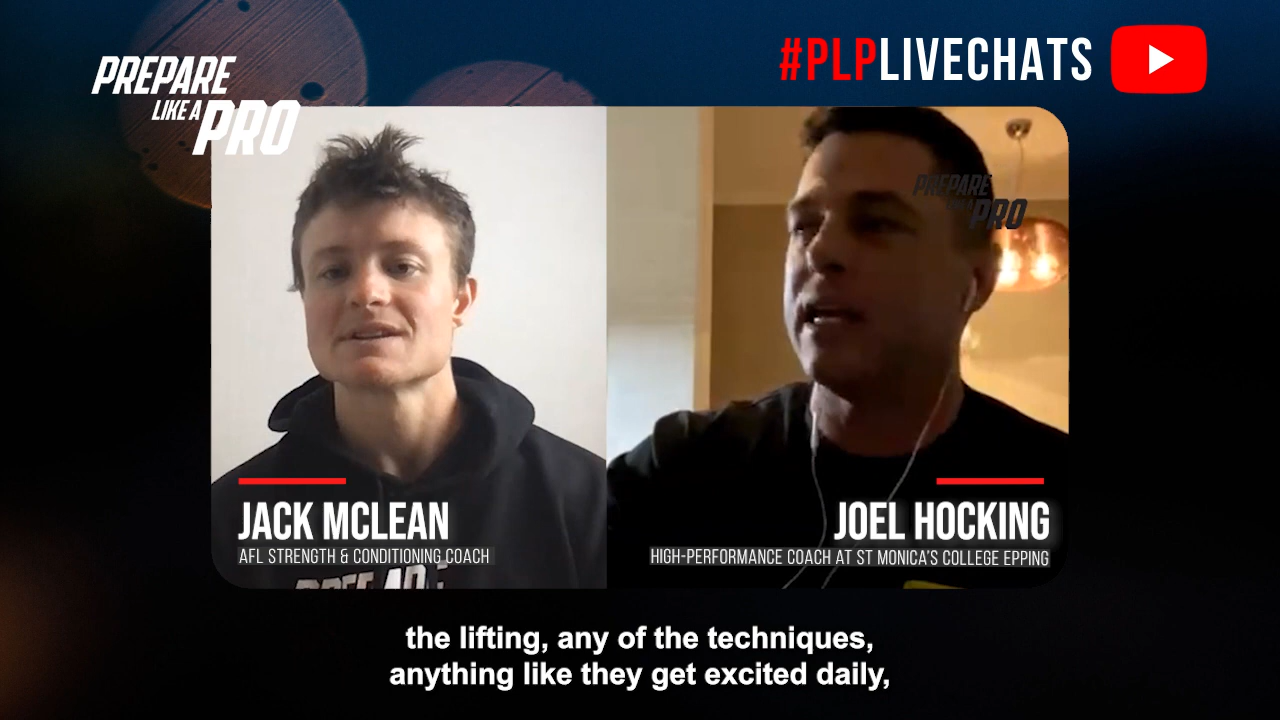 PREPARE
LIKE A
PRO
#PLPLIVECHATS
PREPARE
PRO
JACK MCLEAN
AFL STRENGTH & CONDITIONING COACH
JOEL HOCKING
HIGH-PERFORMANCE COACH AT ST MONICA'S COLLEGE EPPING
the lifting, any of the techniques,
anything like they get excited daily,